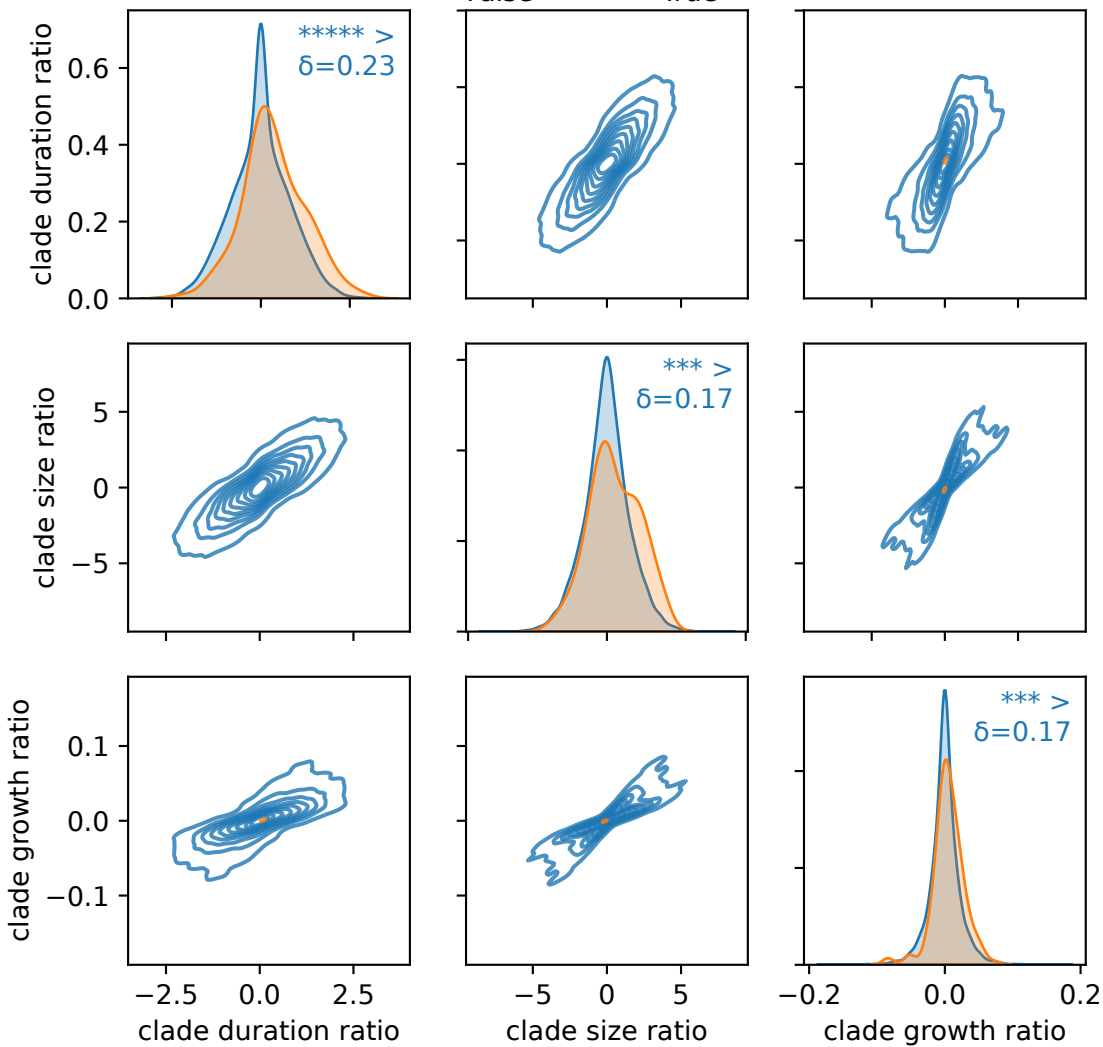 ***** >
δ=0.23
clade duration ratio
0.6
0.4
0.2
0.0
*** >
δ=0.17
clade size ratio
5
0
−5
*** >
δ=0.17
clade growth ratio
0.1
0.0
−0.1
−2.5 0.0 2.5 −5 0 5 −0.2 0.0 0.2
clade duration ratio clade size ratio clade growth ratio